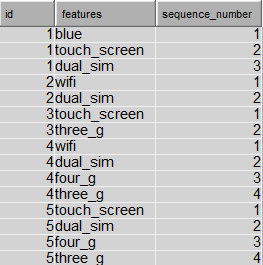 id features sequence_number
1 blue 1
1 touch_screen 2
1 dual_sim 3
2 wifi 1
2 dual_sim 2
3 touch_screen 1
3 three_g 2
4 wifi 1
4 dual_sim 2
4 four_g 3
4 three_g 4
5 touch_screen 1
5 dual_sim 2
5 four_g 3
5 three_g 4